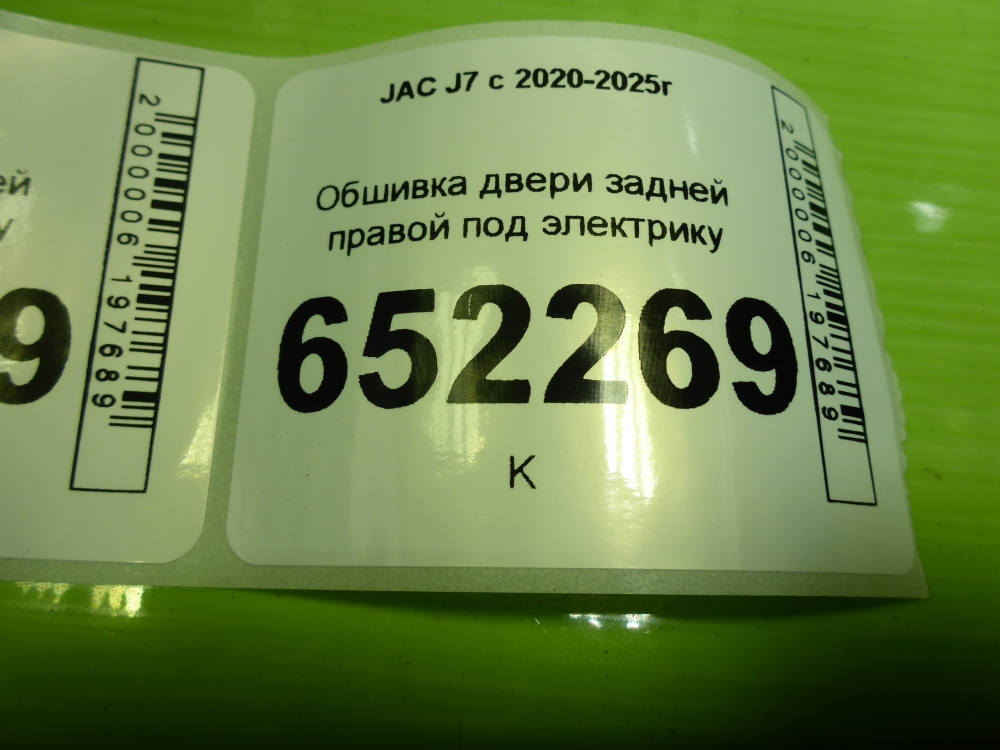 JAC J7 с 2020-2025г
Обшивка двери задней
правой под электрику
652269
К
2000006197689
ей
у
9
2000006197689